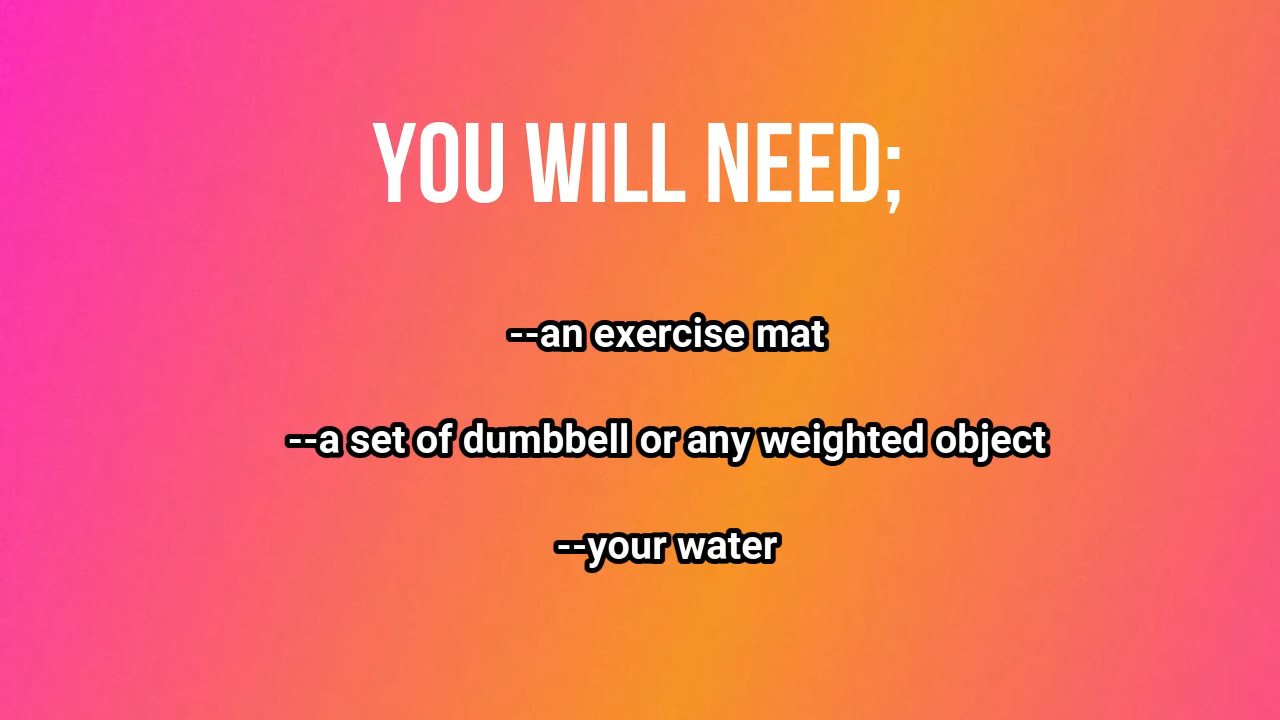 YOU WILL NEED;
--an exercise mat
--a set of dumbbell or any weighted object
--your water